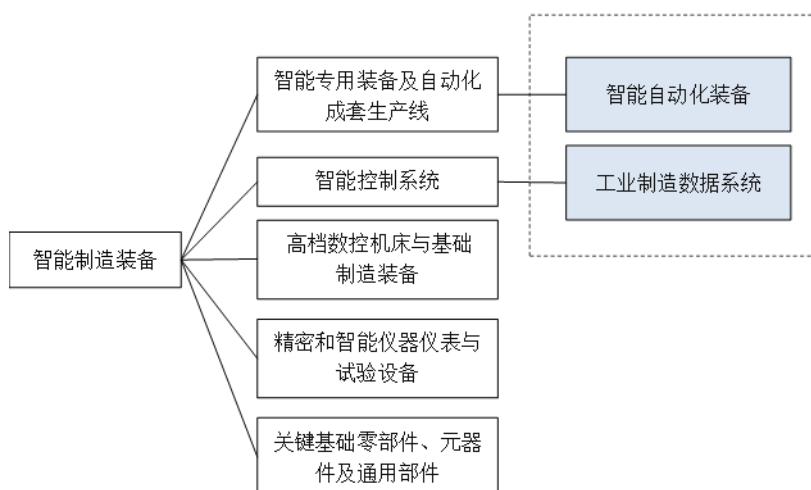 智能专用装备及自动化
成套生产线
智能自动化装备
智能控制系统
工业制造数据系统
智能制造装备
高档数控机床与基础
制造装备
精密和智能仪器仪表与
试验设备
关键基础零部件、元器
件及通用部件